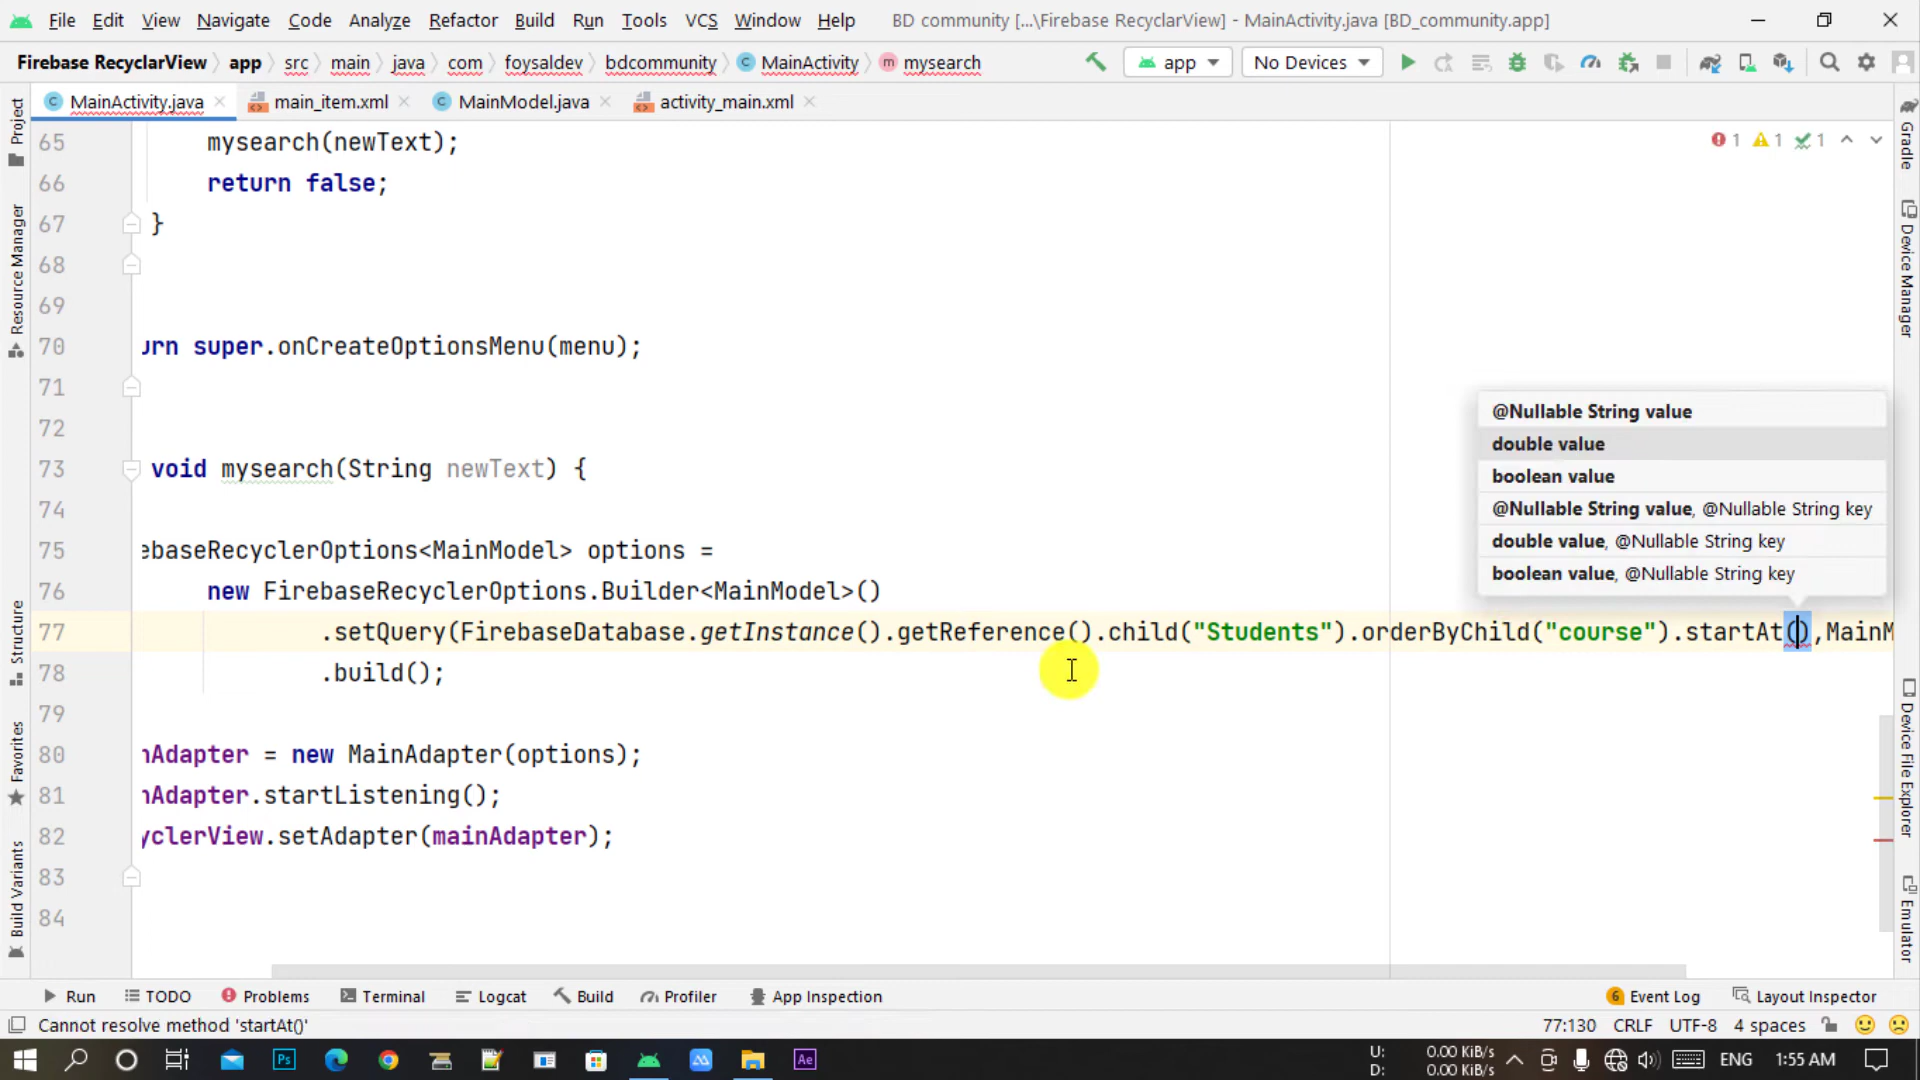 File Edit View Navigate Code Analyze Refactor Build Run Tools VCS Window Help BD community [...\Firebase RecyclarView] - MainActivity.java [BD_community.app]
Firebase RecyclarView app src main java com foysaldev bdcommunity MainActivity mysearch app No Devices
MainActivity.java main_item.xml MainModel.java activity_main.xml
Project
Resource Manager
Structure
Favorites
Build Variants
1 1 1
65 mysearch(newText);
66 return false;
67 }
68
69
70 urn super.onCreateOptionsMenu(menu);
71
72
73 void mysearch(String newText) {
74
75 ebaseRecyclerOptions<MainModel> options =
76 new FirebaseRecyclerOptions.Builder<MainModel>()
77 .setQuery(FirebaseDatabase.getInstance().getReference().child("Students").orderByChild("course").startAt(),MainM
78 .build();
79
80 nAdapter = new MainAdapter(options);
81 nAdapter.startListening();
82 yclerView.setAdapter(mainAdapter);
83
84
@Nullable String value
double value
boolean value
@Nullable String value, @Nullable String key
double value, @Nullable String key
boolean value, @Nullable String key
Gradle
Device Manager
Device File Explorer
Emulator
Run TODO Problems Terminal Logcat Build Profiler App Inspection 6 Event Log Layout Inspector
Cannot resolve method 'startAt()' 77:130 CRLF UTF-8 4 spaces
Ps Ae U: 0.00 KiB/s ENG 1:55 AM
D: 0.00 KiB/s